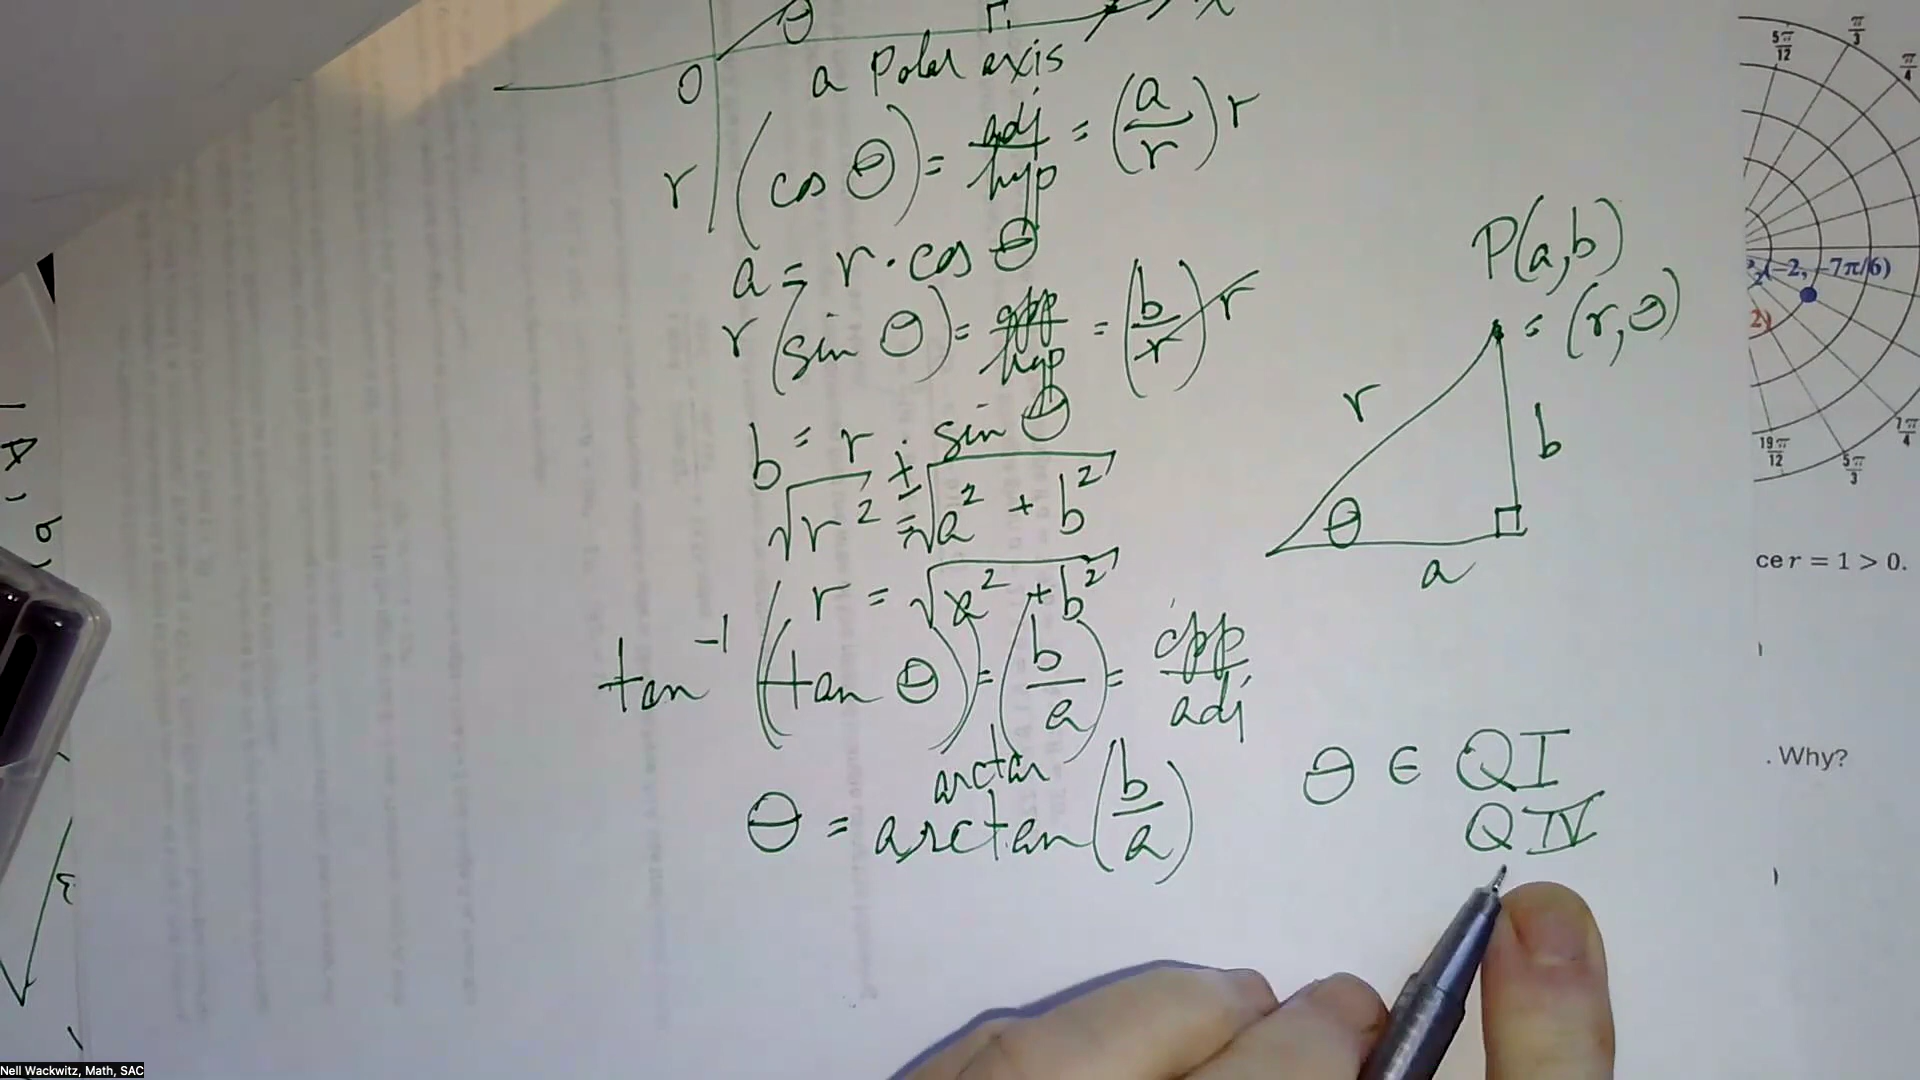 θ x
0 a Polar axis
r (cos θ) = adj/hyp = (a/r) r
a = r · cos θ
r (sin θ) = opp/hyp = (b/r) r
b = r · sin θ
√r² = ± √a² + b²
r = √a² + b²
tan⁻¹ (tan θ) = (b/a) = opp/adj
arctan
θ = arctan (b/a)
θ ∈ QI
QIV
P(a,b)
= (r, θ)
r
b
θ
a
5π/12
π/3
π/4
(−2, −7π/6)
2)
19π/12
5π/3
7π/4
ce r = 1 > 0.
. Why?
Nell Wackwitz, Math, SAC